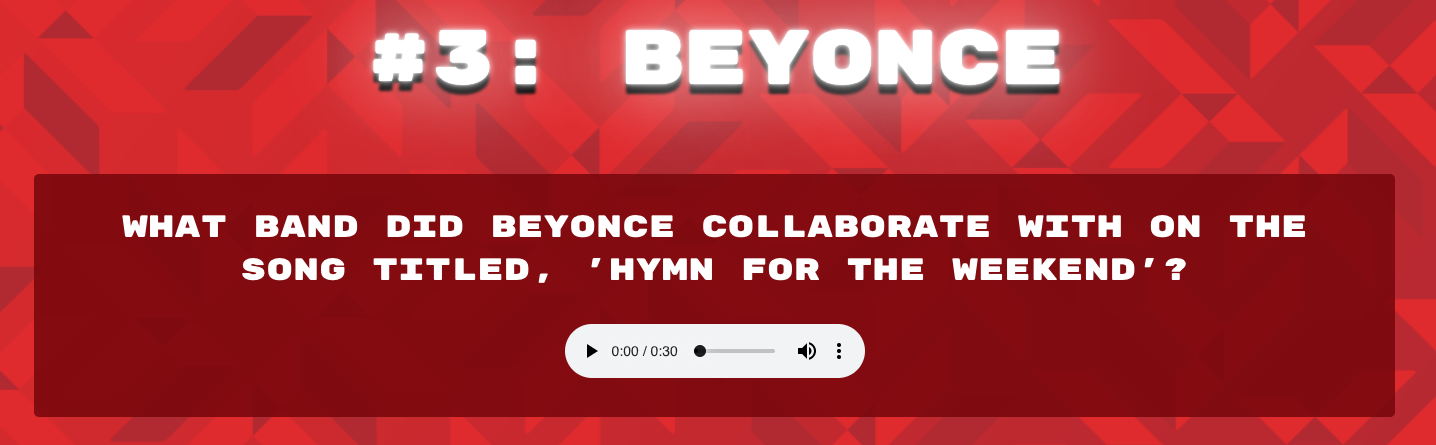 #3: BEYONCE
WHAT BAND DID BEYONCE COLLABORATE WITH ON THE
SONG TITLED, 'HYMN FOR THE WEEKEND'?
0:00 / 0:30